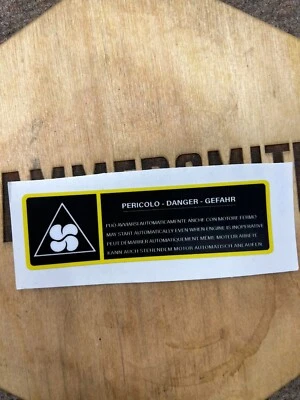 PERICOLO - DANGER - GEFAHR
PUÒ AVVIARSI AUTOMATICAMENTE ANCHE CON MOTORE FERMO
MAY START AUTOMATICALLY EVEN WHEN ENGINE IS INOPERATIVE
PEUT DEMARRER AUTOMATIQUEMENT MEME MOTEUR ARRETE
KANN AUCH STEHENDEM MOTOR AUTOMATISCH ANLAUFEN